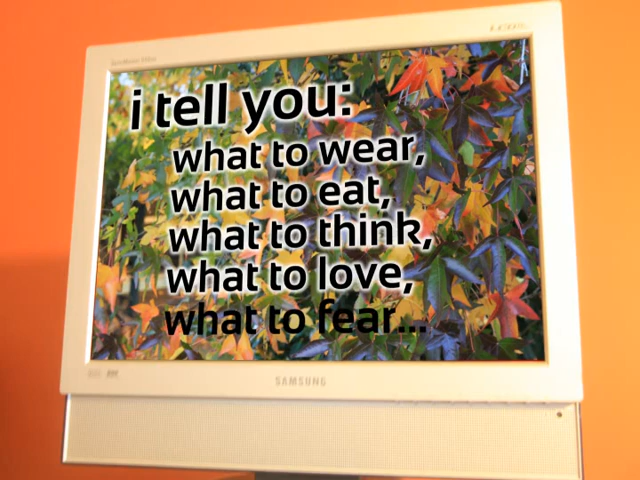 i tell you:
what to wear,
what to eat,
what to think,
what to love,
what to fear...
SAMSUNG